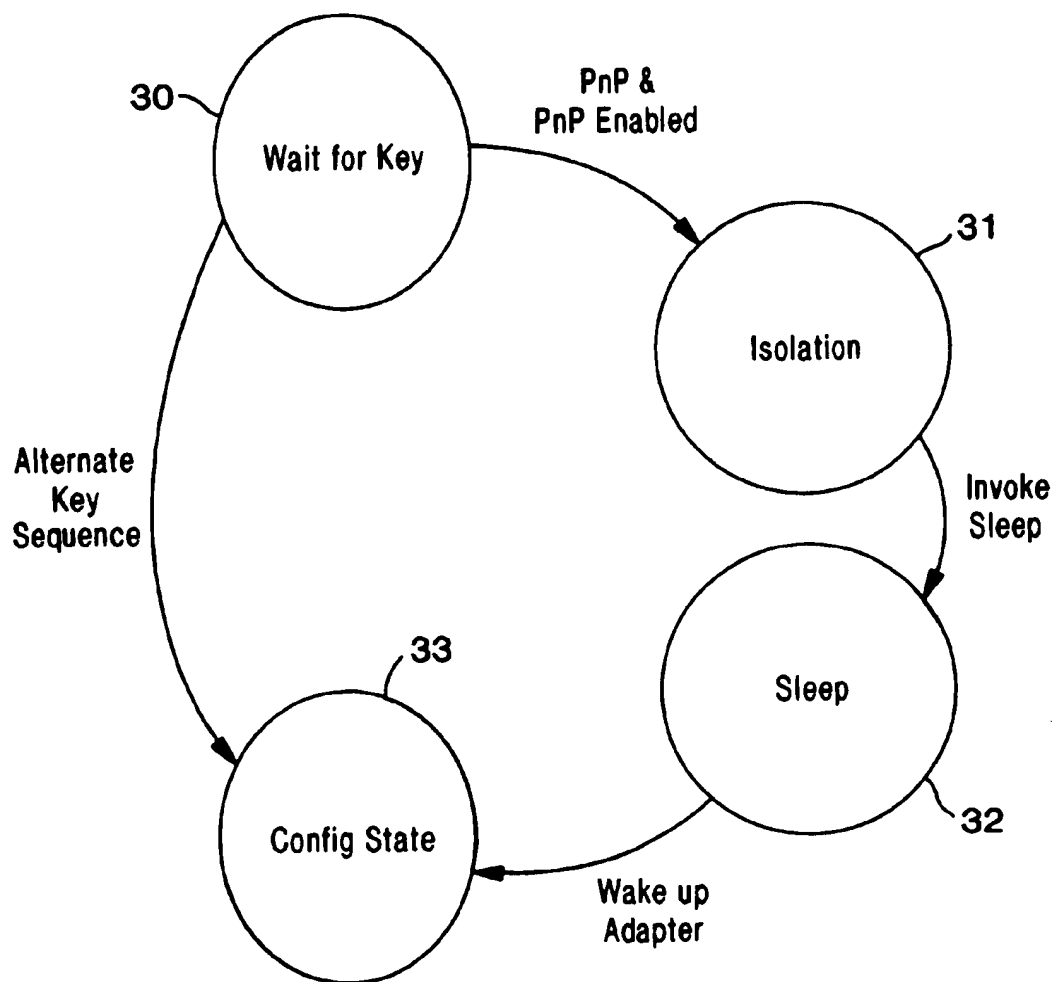 30
Wait for Key
PnP &
PnP Enabled
31
Isolation
Alternate
Key
Sequence
Invoke
Sleep
33
Sleep
Config State
32
Wake up
Adapter